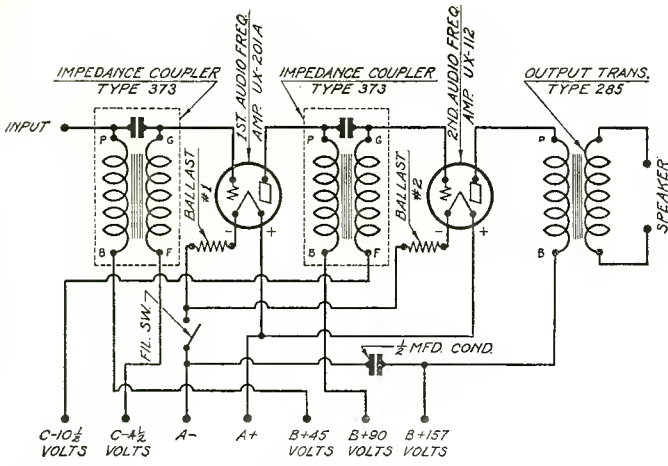 IMPEDANCE COUPLER
TYPE 373
1ST. AUDIO FREQ.
AMP. UX-201A
IMPEDANCE COUPLER
TYPE 373
2ND. AUDIO FREQ.
AMP. UX-112
OUTPUT TRANS.
TYPE 285
INPUT
P
G
P
G
P
BALLAST
#1
BALLAST
#2
SPEAKER
B
F
-
+
B
F
-
+
B
FIL. SW.
½ MFD. COND.
C-10½
VOLTS
C-4½
VOLTS
A-
A+
B+45
VOLTS
B+90
VOLTS
B+157
VOLTS